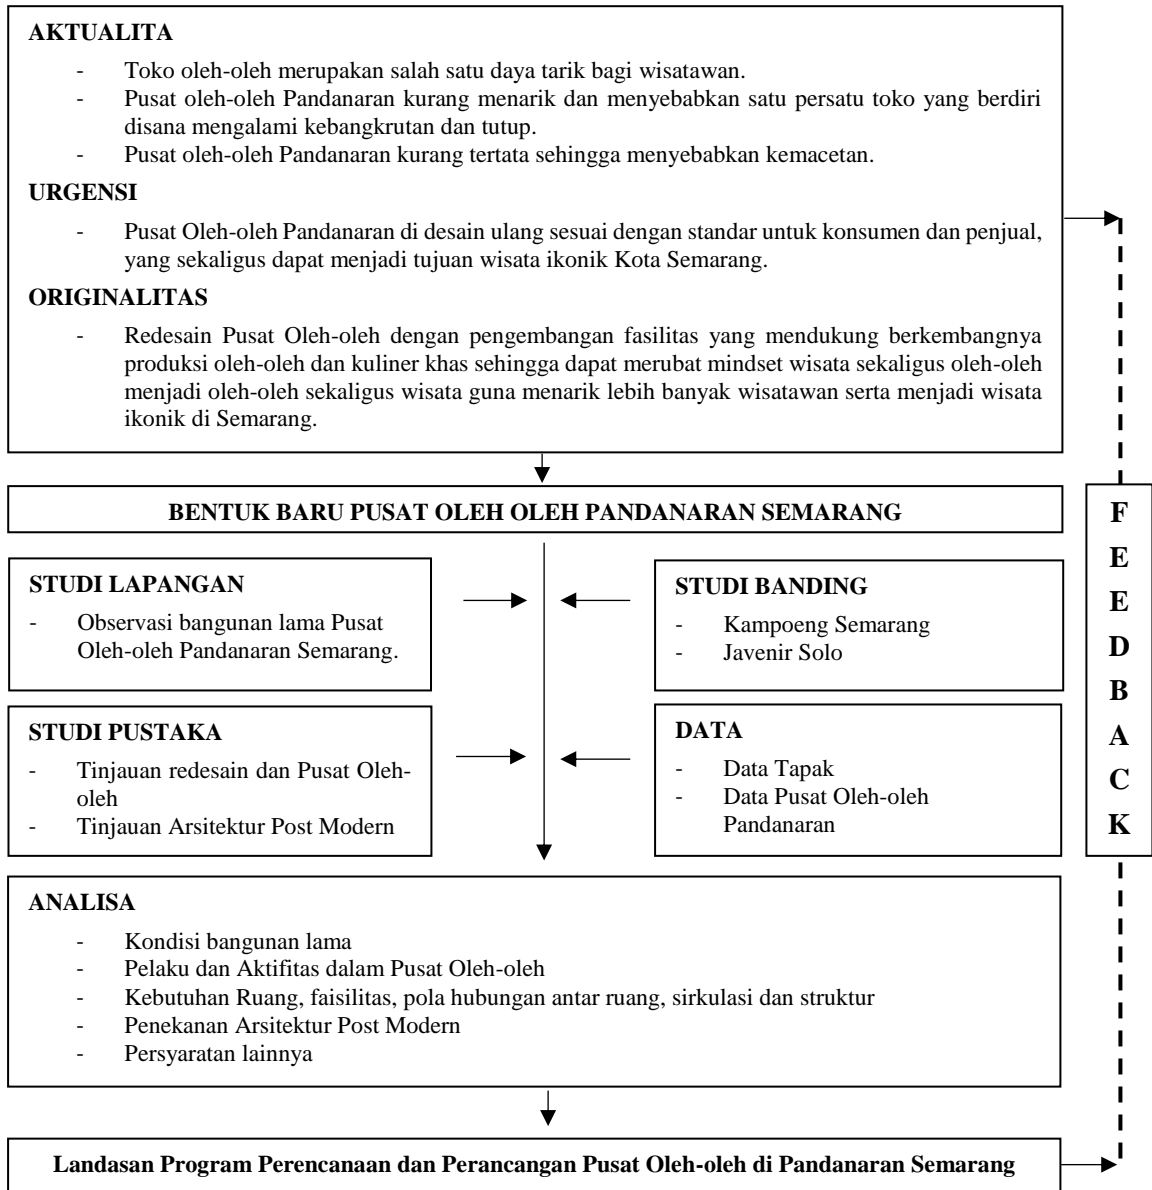 AKTUALITA
- Toko oleh-oleh merupakan salah satu daya tarik bagi wisatawan.
- Pusat oleh-oleh Pandanaran kurang menarik dan menyebabkan satu persatu toko yang berdiri
disana mengalami kebangkrutan dan tutup.
- Pusat oleh-oleh Pandanaran kurang tertata sehingga menyebabkan kemacetan.
URGENSI
- Pusat Oleh-oleh Pandanaran di desain ulang sesuai dengan standar untuk konsumen dan penjual,
yang sekaligus dapat menjadi tujuan wisata ikonik Kota Semarang.
ORIGINALITAS
- Redesain Pusat Oleh-oleh dengan pengembangan fasilitas yang mendukung berkembangnya
produksi oleh-oleh dan kuliner khas sehingga dapat merubat mindset wisata sekaligus oleh-oleh
menjadi oleh-oleh sekaligus wisata guna menarik lebih banyak wisatawan serta menjadi wisata
ikonik di Semarang.
BENTUK BARU PUSAT OLEH OLEH PANDANARAN SEMARANG
STUDI LAPANGAN
- Observasi bangunan lama Pusat
Oleh-oleh Pandanaran Semarang.
STUDI BANDING
- Kampoeng Semarang
- Javenir Solo
STUDI PUSTAKA
- Tinjauan redesain dan Pusat Oleh-
oleh
- Tinjauan Arsitektur Post Modern
DATA
- Data Tapak
- Data Pusat Oleh-oleh
Pandanaran
ANALISA
- Kondisi bangunan lama
- Pelaku dan Aktifitas dalam Pusat Oleh-oleh
- Kebutuhan Ruang, faisilitas, pola hubungan antar ruang, sirkulasi dan struktur
- Penekanan Arsitektur Post Modern
- Persyaratan lainnya
Landasan Program Perencanaan dan Perancangan Pusat Oleh-oleh di Pandanaran Semarang
F
E
E
D
B
A
C
K